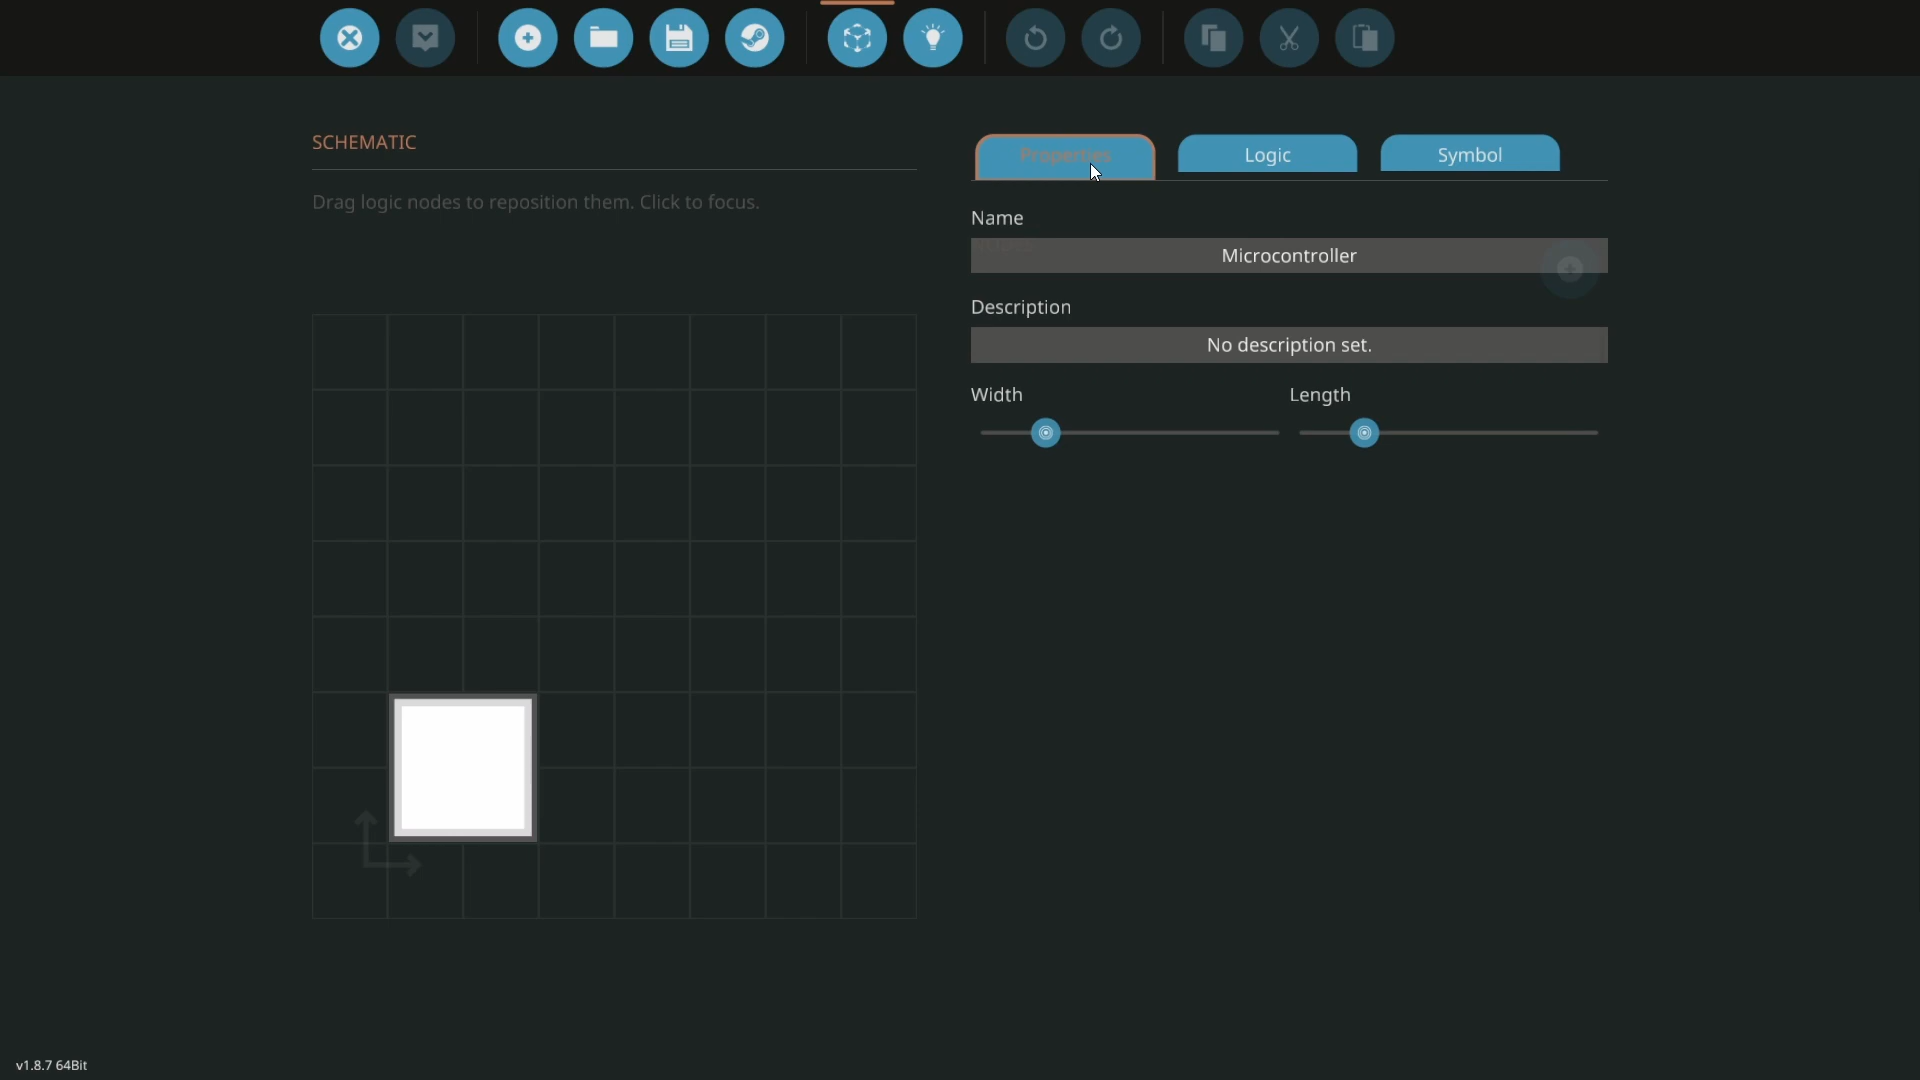 SCHEMATIC
Drag logic nodes to reposition them. Click to focus.
Properties
Logic
Symbol
Name
Microcontroller
Description
No description set.
Width
Length
v1.8.7 64Bit